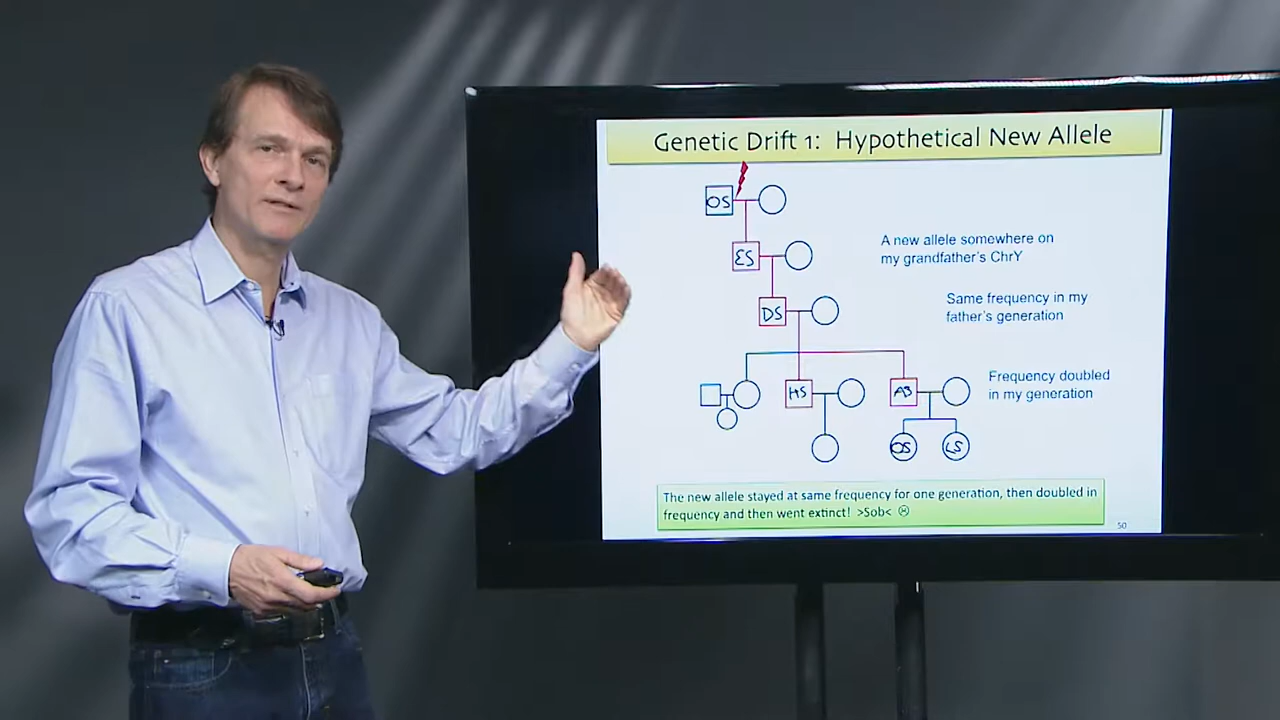 Genetic Drift 1: Hypothetical New Allele
OS
ES
A new allele somewhere on
my grandfather's ChrY
DS
Same frequency in my
father's generation
HS
AB
Frequency doubled
in my generation
OS
LS
The new allele stayed at same frequency for one generation, then doubled in
frequency and then went extinct! >Sob< ☹
50